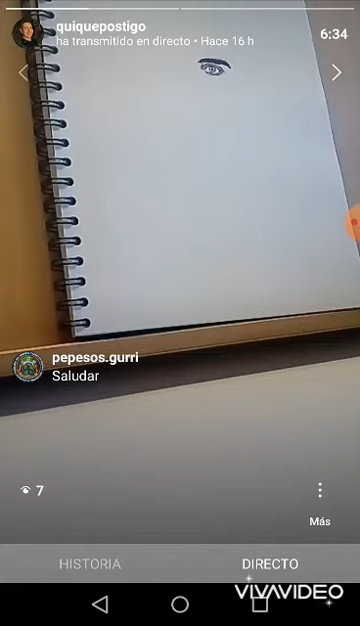 quiquepostigo
ha transmitido en directo • Hace 16 h
6:34
pepesos.gurri
Saludar
7
Más
HISTORIA
DIRECTO
VIVAVIDEO